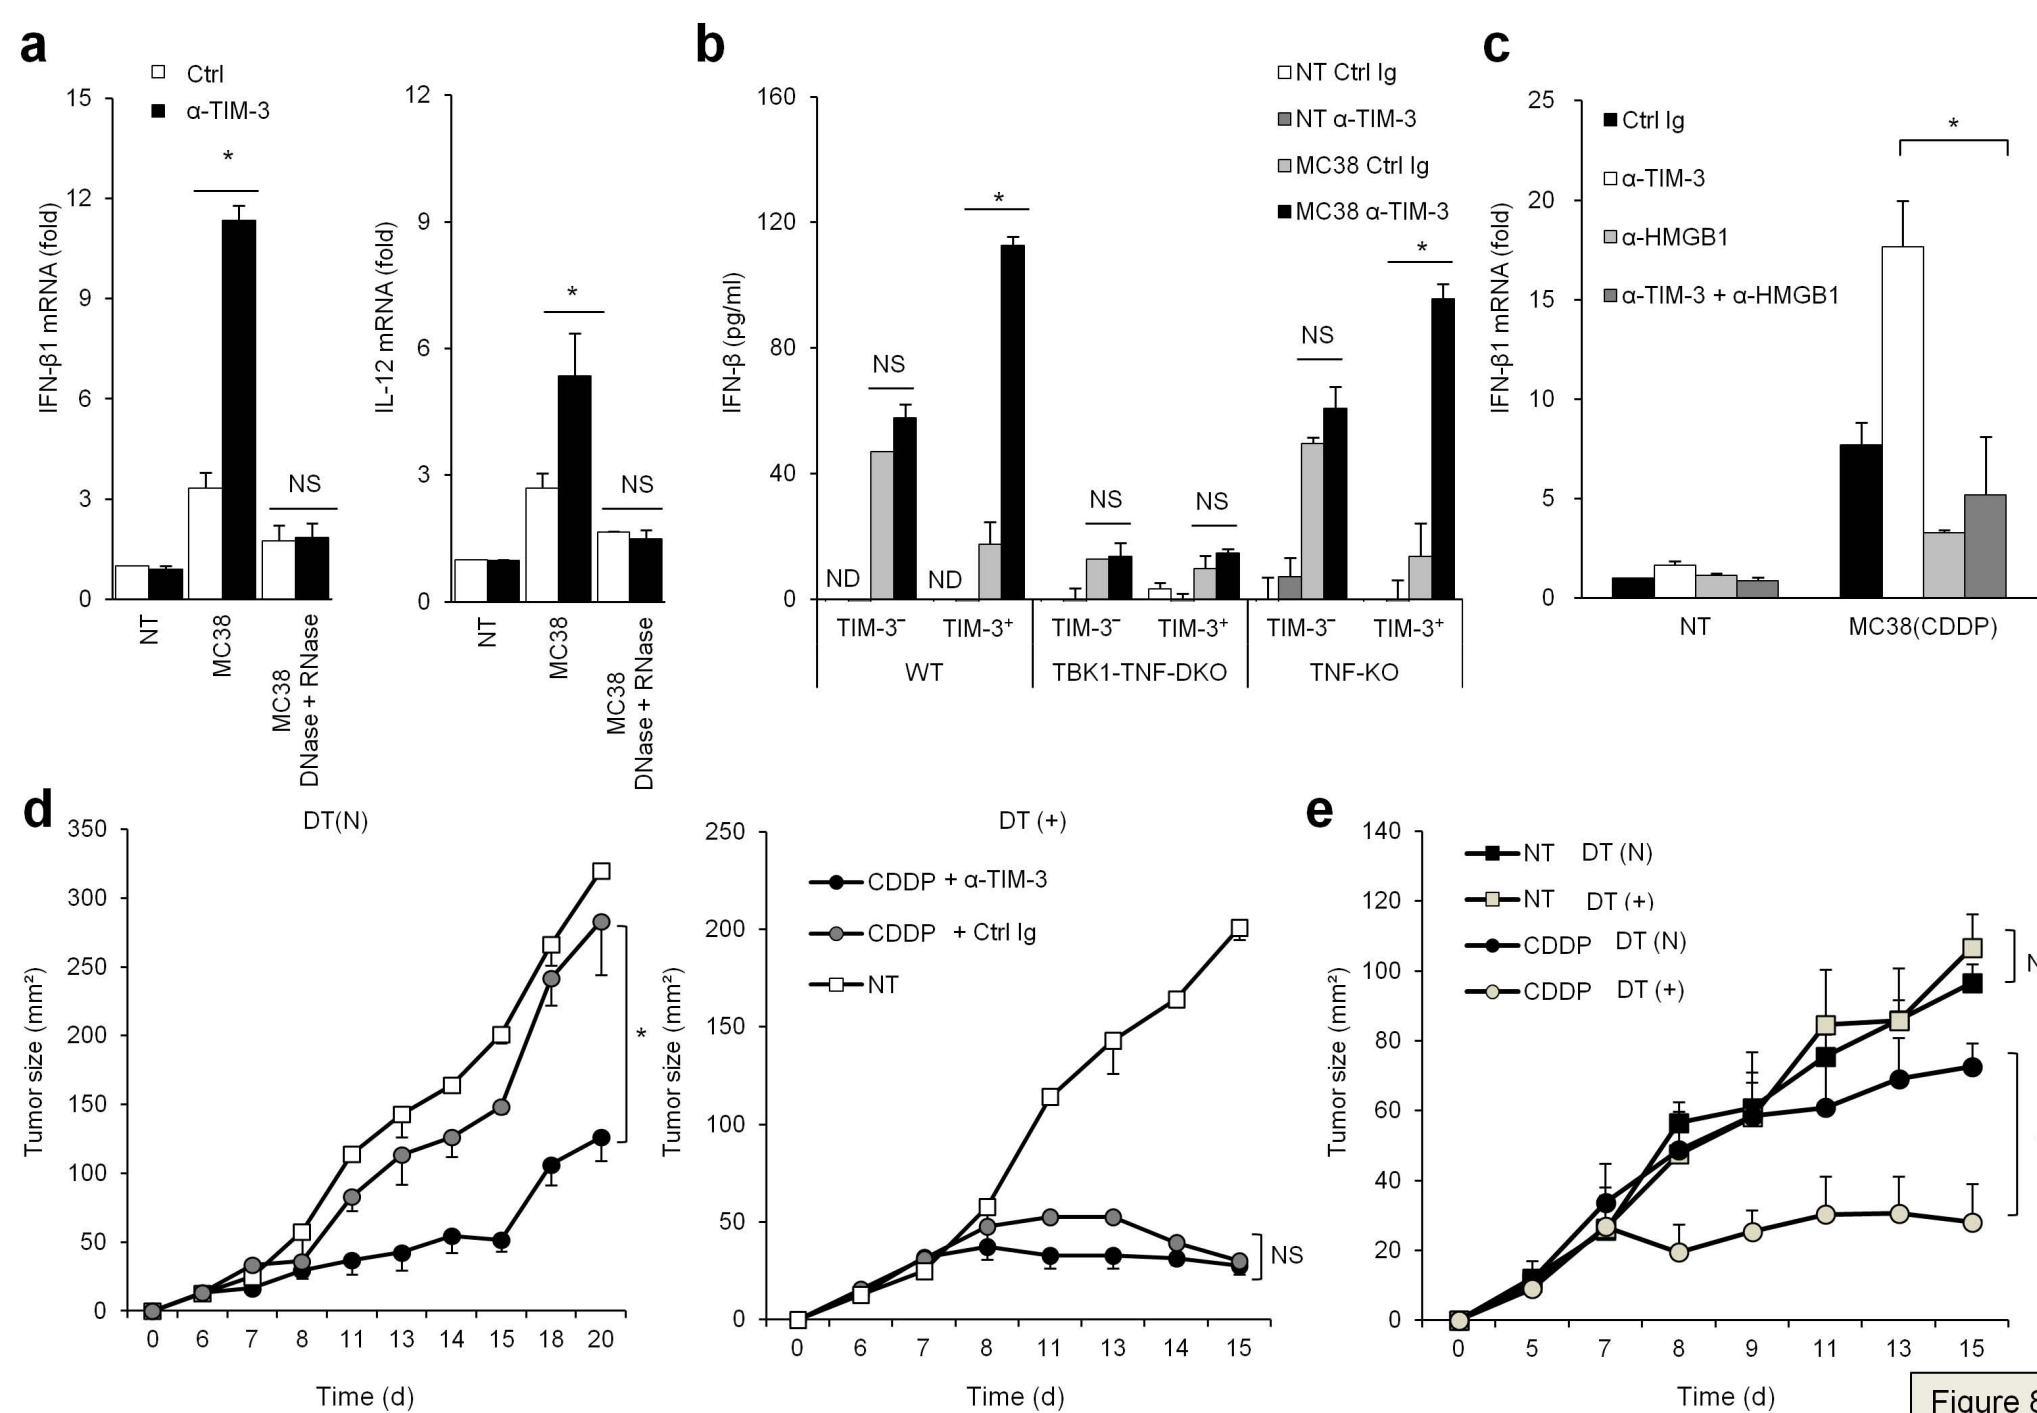 a
Ctrl
α-TIM-3
15
12
9
6
3
0
IFN-β1 mRNA (fold)
*
NS
NT
MC38
MC38
DNase + RNase
12
9
6
3
0
IL-12 mRNA (fold)
*
NS
NT
MC38
MC38
DNase + RNase
b
NT Ctrl Ig
NT α-TIM-3
MC38 Ctrl Ig
MC38 α-TIM-3
160
120
80
40
0
IFN-β (pg/ml)
ND
NS
ND
*
NS
NS
NS
*
TIM-3⁻ TIM-3⁺ TIM-3⁻ TIM-3⁺ TIM-3⁻ TIM-3⁺
WT TBK1-TNF-DKO TNF-KO
c
Ctrl Ig
α-TIM-3
α-HMGB1
α-TIM-3 + α-HMGB1
25
20
15
10
5
0
IFN-β1 mRNA (fold)
*
NT MC38(CDDP)
d
DT(N)
350
300
250
200
150
100
50
0
Tumor size (mm²)
*
0 6 7 8 11 13 14 15 18 20
Time (d)
DT (+)
CDDP + α-TIM-3
CDDP + Ctrl Ig
NT
250
200
150
100
50
0
Tumor size (mm²)
NS
0 6 7 8 11 13 14 15
Time (d)
e
NT DT (N)
NT DT (+)
CDDP DT (N)
CDDP DT (+)
140
120
100
80
60
40
20
0
Tumor size (mm²)
0 5 7 8 9 11 13 15
Time (d)
Figure 8